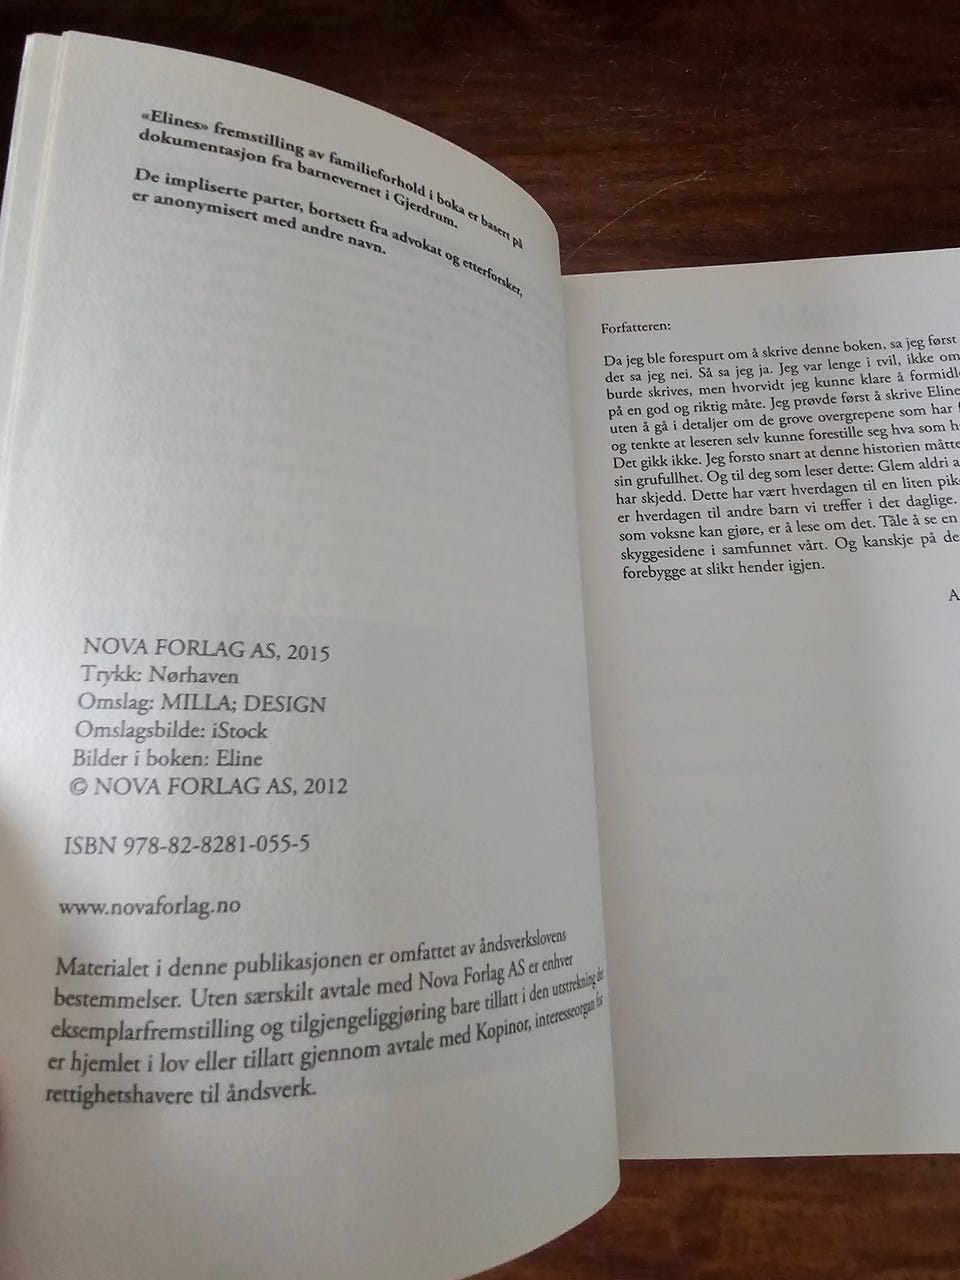 «Elines» fremstilling av familieforhold i boka er basert på
dokumentasjon fra barnevernet i Gjerdrum.
De impliserte parter, bortsett fra advokat og etterforsker,
er anonymisert med andre navn.
NOVA FORLAG AS, 2015
Trykk: Nørhaven
Omslag: MILLA; DESIGN
Omslagsbilde: iStock
Bilder i boken: Eline
© NOVA FORLAG AS, 2012
ISBN 978-82-8281-055-5
www.novaforlag.no
Materialet i denne publikasjonen er omfattet av åndsverkslovens
bestemmelser. Uten særskilt avtale med Nova Forlag AS er enhver
eksemplarfremstilling og tilgjengeliggjøring bare tillatt i den utstrekning det
er hjemlet i lov eller tillatt gjennom avtale med Kopinor, interesseorgan for
rettighetshavere til åndsverk.
Forfatteren:
Da jeg ble forespurt om å skrive denne boken, sa jeg først
det sa jeg nei. Så sa jeg ja. Jeg var lenge i tvil, ikke om
burde skrives, men hvorvidt jeg kunne klare å formidle
på en god og riktig måte. Jeg prøvde først å skrive Eline
uten å gå i detaljer om de grove overgrepene som har
og tenkte at leseren selv kunne forestille seg hva som
Det gikk ikke. Jeg forsto snart at denne historien måtte
sin grufullhet. Og til deg som leser dette: Glem aldri a
har skjedd. Dette har vært hverdagen til en liten pik
er hverdagen til andre barn vi treffer i det daglige.
som voksne kan gjøre, er å lese om det. Tåle å se en
skyggesidene i samfunnet vårt. Og kanskje på de
forebygge at slikt hender igjen.
A